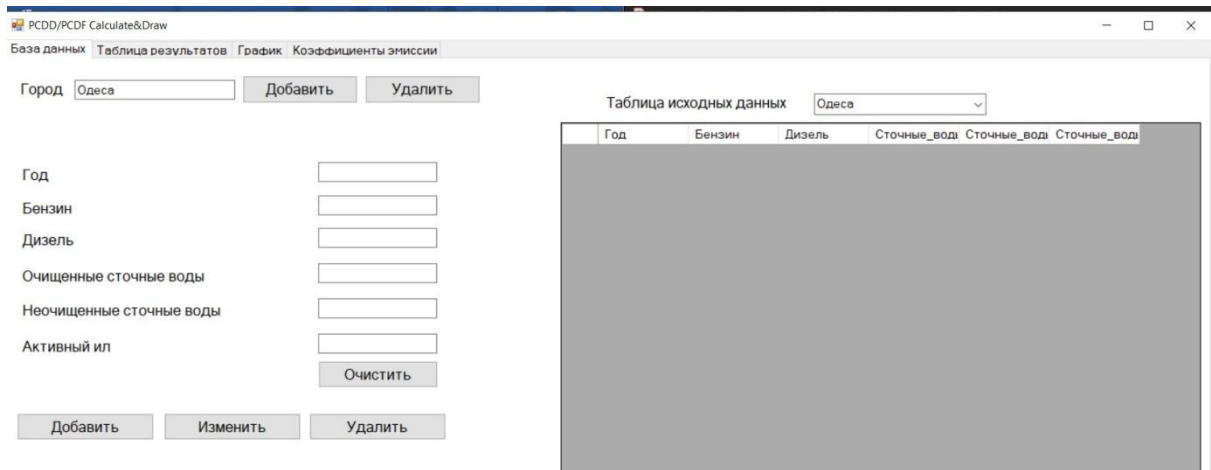 PCDD/PCDF Calculate&Draw
База данных Таблица результатов График Коэффициенты эмиссии
Город Одеса Добавить Удалить
Таблица исходных данных Одеса
Год Бензин Дизель Сточные_воды Сточные_воды Сточные_воды
Год
Бензин
Дизель
Очищенные сточные воды
Неочищенные сточные воды
Активный ил
Очистить
Добавить Изменить Удалить